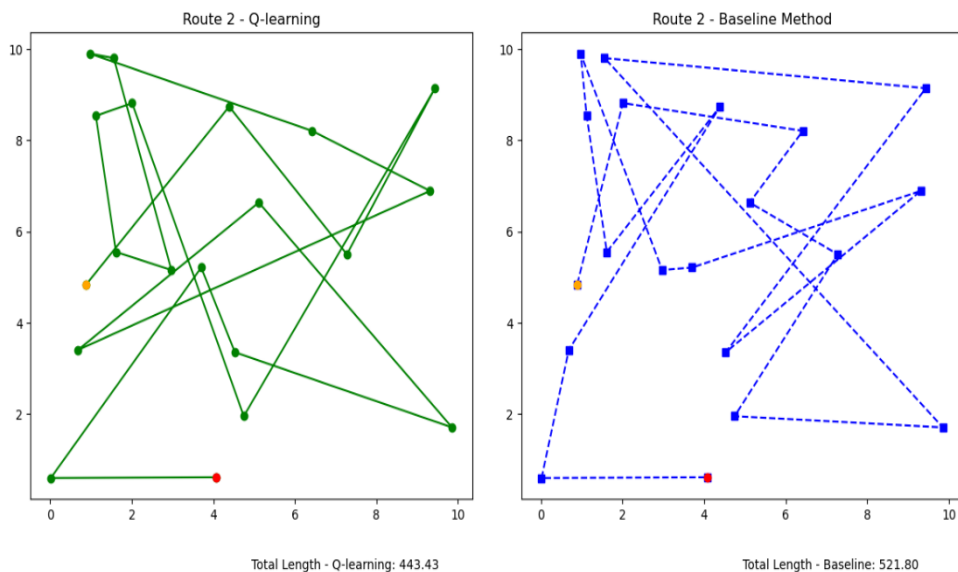 Route 2 - Q-learning
10
8
6
4
2
0 2 4 6 8 10
Total Length - Q-learning: 443.43
Route 2 - Baseline Method
10
8
6
4
2
0 2 4 6 8 10
Total Length - Baseline: 521.80